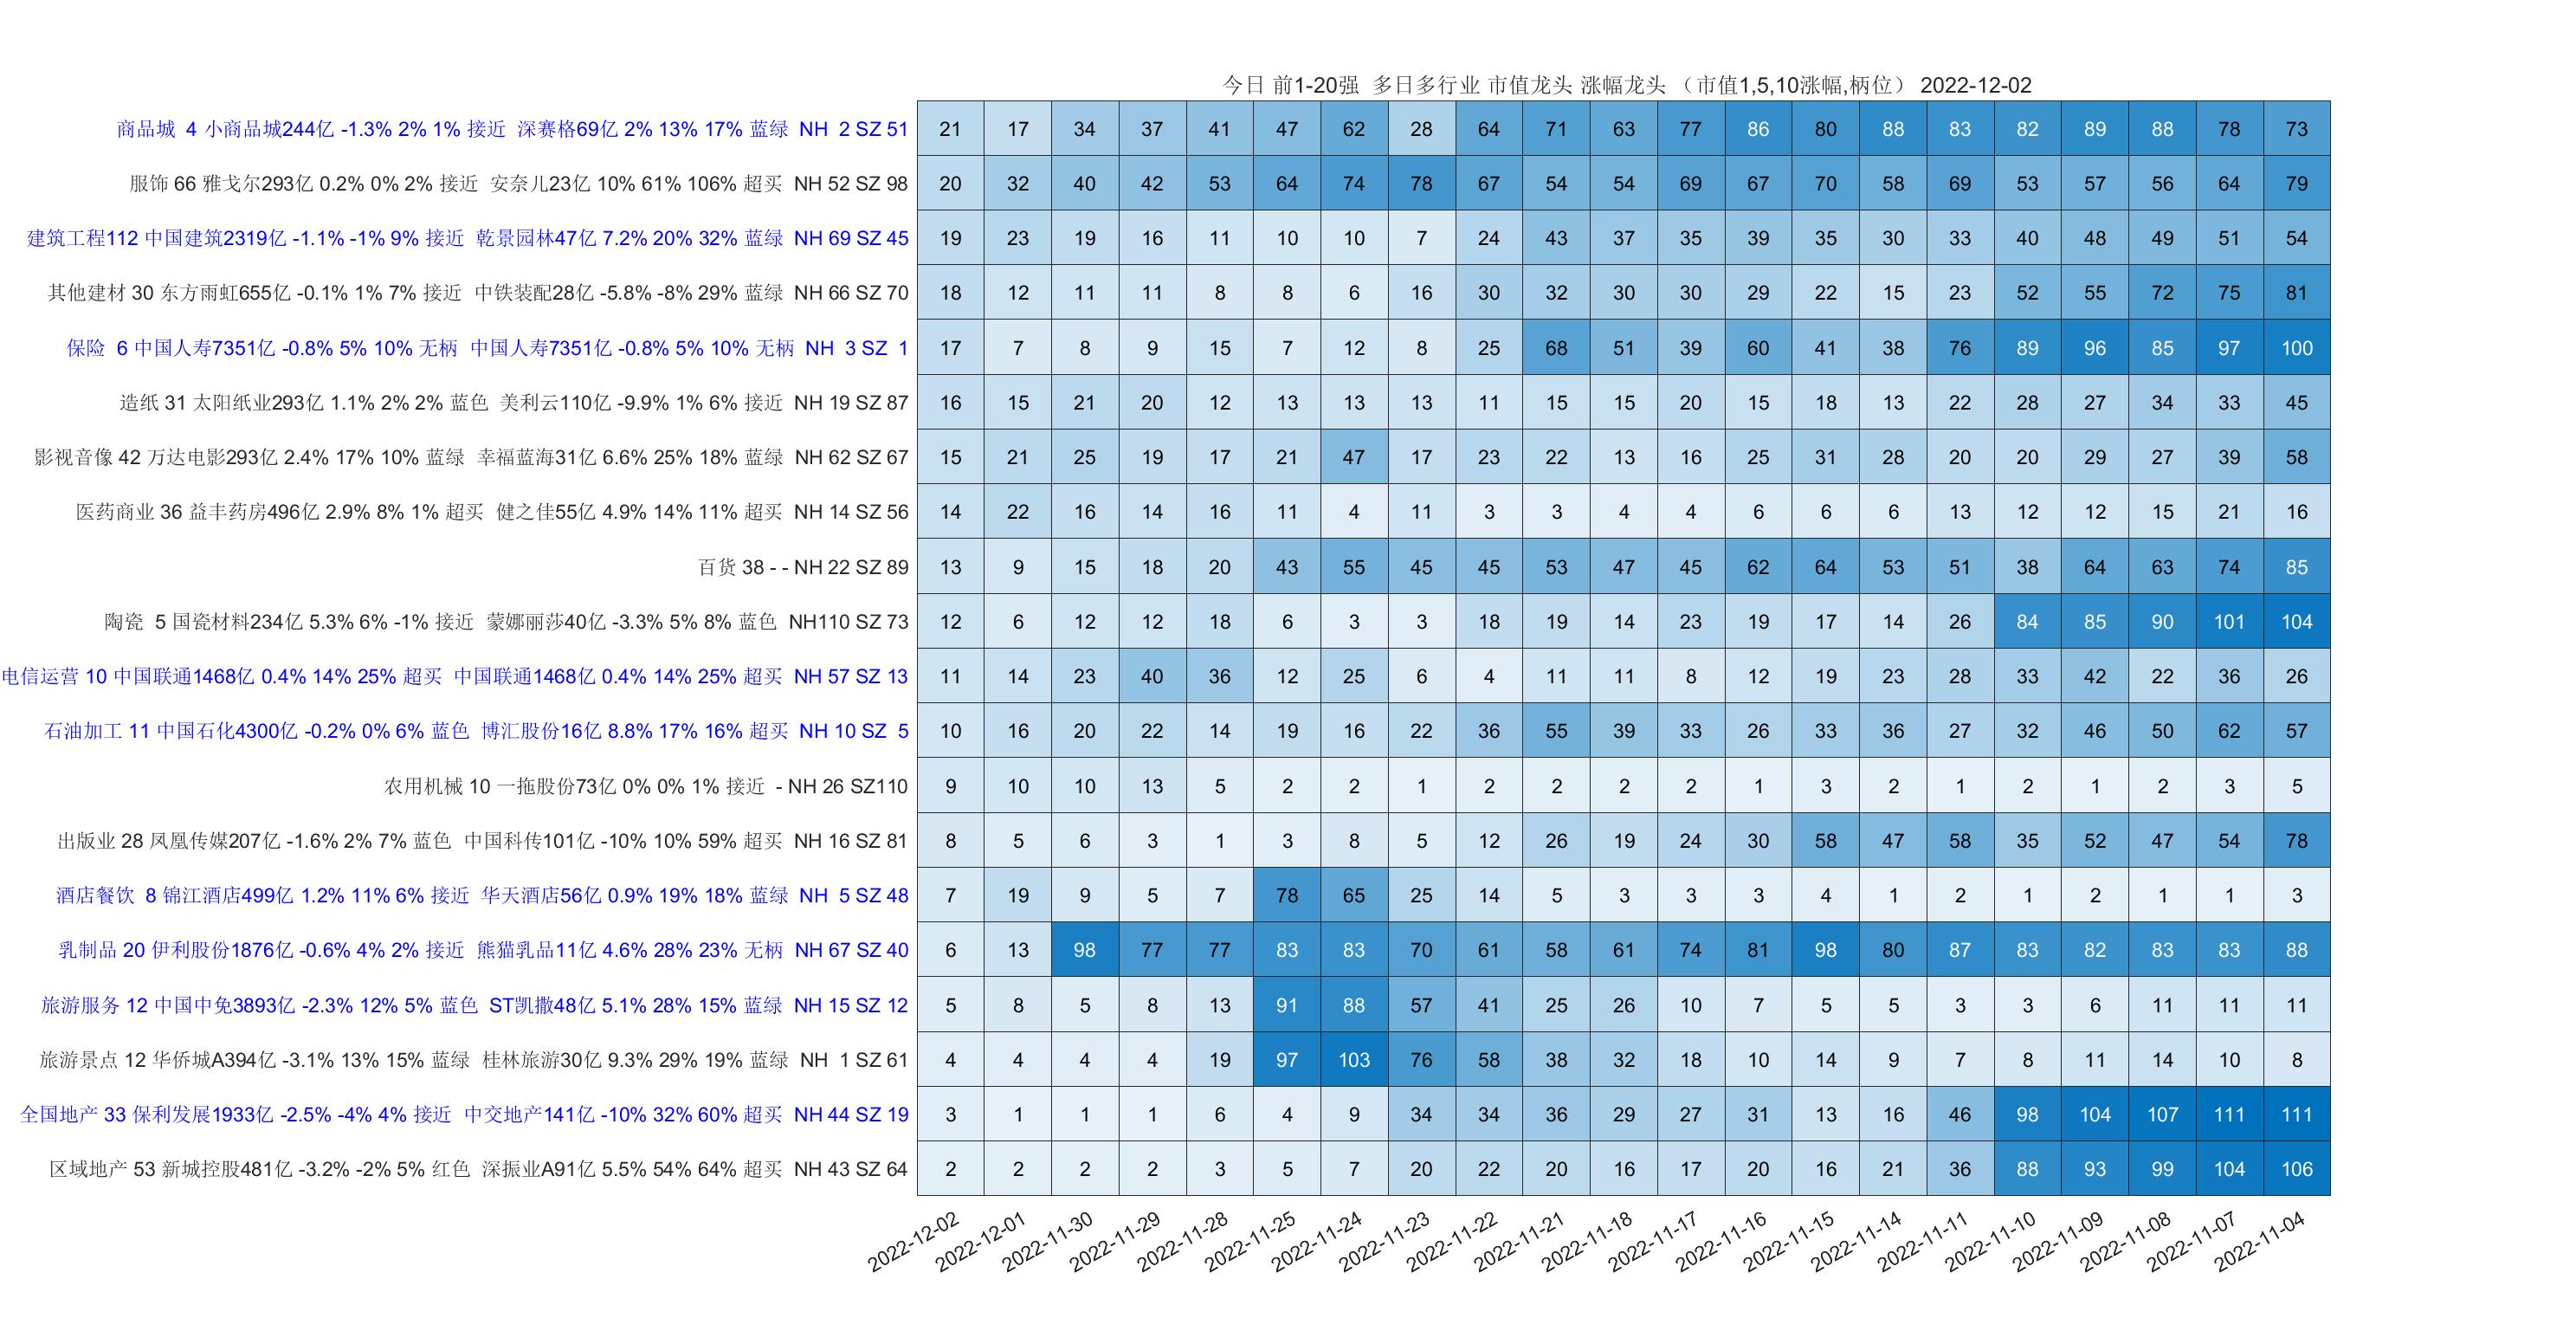 今日 前1-20强 多日多行业 市值龙头 涨幅龙头 （市值1,5,10涨幅,柄位） 2022-12-02
商品城 4 小商品城244亿 -1.3% 2% 1% 接近 深赛格69亿 2% 13% 17% 蓝绿 NH 2 SZ 51 21 17 34 37 41 47 62 28 64 71 63 77 86 80 88 83 82 89 88 78 73
服饰 66 雅戈尔293亿 0.2% 0% 2% 接近 安奈儿23亿 10% 61% 106% 超买 NH 52 SZ 98 20 32 40 42 53 64 74 78 67 54 54 69 67 70 58 69 53 57 56 64 79
建筑工程112 中国建筑2319亿 -1.1% -1% 9% 接近 乾景园林47亿 7.2% 20% 32% 蓝绿 NH 69 SZ 45 19 23 19 16 11 10 10 7 24 43 37 35 39 35 30 33 40 48 49 51 54
其他建材 30 东方雨虹655亿 -0.1% 1% 7% 接近 中铁装配28亿 -5.8% -8% 29% 蓝绿 NH 66 SZ 70 18 12 11 11 8 8 6 16 30 32 30 30 29 22 15 23 52 55 72 75 81
保险 6 中国人寿7351亿 -0.8% 5% 10% 无柄 中国人寿7351亿 -0.8% 5% 10% 无柄 NH 3 SZ 1 17 7 8 9 15 7 12 8 25 68 51 39 60 41 38 76 89 96 85 97 100
造纸 31 太阳纸业293亿 1.1% 2% 2% 蓝色 美利云110亿 -9.9% 1% 6% 接近 NH 19 SZ 87 16 15 21 20 12 13 13 13 11 15 15 20 15 18 13 22 28 27 34 33 45
影视音像 42 万达电影293亿 2.4% 17% 10% 蓝绿 幸福蓝海31亿 6.6% 25% 18% 蓝绿 NH 62 SZ 67 15 21 25 19 17 21 47 17 23 22 13 16 25 31 28 20 20 29 27 39 58
医药商业 36 益丰药房496亿 2.9% 8% 1% 超买 健之佳55亿 4.9% 14% 11% 超买 NH 14 SZ 56 14 22 16 14 16 11 4 11 3 3 4 4 6 6 6 13 12 12 15 21 16
百货 38 - - NH 22 SZ 89 13 9 15 18 20 43 55 45 45 53 47 45 62 64 53 51 38 64 63 74 85
陶瓷 5 国瓷材料234亿 5.3% 6% -1% 接近 蒙娜丽莎40亿 -3.3% 5% 8% 蓝色 NH110 SZ 73 12 6 12 12 18 6 3 3 18 19 14 23 19 17 14 26 84 85 90 101 104
电信运营 10 中国联通1468亿 0.4% 14% 25% 超买 中国联通1468亿 0.4% 14% 25% 超买 NH 57 SZ 13 11 14 23 40 36 12 25 6 4 11 11 8 12 19 23 28 33 42 22 36 26
石油加工 11 中国石化4300亿 -0.2% 0% 6% 蓝色 博汇股份16亿 8.8% 17% 16% 超买 NH 10 SZ 5 10 16 20 22 14 19 16 22 36 55 39 33 26 33 36 27 32 46 50 62 57
农用机械 10 一拖股份73亿 0% 0% 1% 接近 - NH 26 SZ110 9 10 10 13 5 2 2 1 2 2 2 2 1 3 2 1 2 1 2 3 5
出版业 28 凤凰传媒207亿 -1.6% 2% 7% 蓝色 中国科传101亿 -10% 10% 59% 超买 NH 16 SZ 81 8 5 6 3 1 3 8 5 12 26 19 24 30 58 47 58 35 52 47 54 78
酒店餐饮 8 锦江酒店499亿 1.2% 11% 6% 接近 华天酒店56亿 0.9% 19% 18% 蓝绿 NH 5 SZ 48 7 19 9 5 7 78 65 25 14 5 3 3 3 4 1 2 1 2 1 1 3
乳制品 20 伊利股份1876亿 -0.6% 4% 2% 接近 熊猫乳品11亿 4.6% 28% 23% 无柄 NH 67 SZ 40 6 13 98 77 77 83 83 70 61 58 61 74 81 98 80 87 83 82 83 83 88
旅游服务 12 中国中免3893亿 -2.3% 12% 5% 蓝色 ST凯撒48亿 5.1% 28% 15% 蓝绿 NH 15 SZ 12 5 8 5 8 13 91 88 57 41 25 26 10 7 5 5 3 3 6 11 11 11
旅游景点 12 华侨城A394亿 -3.1% 13% 15% 蓝绿 桂林旅游30亿 9.3% 29% 19% 蓝绿 NH 1 SZ 61 4 4 4 4 19 97 103 76 58 38 32 18 10 14 9 7 8 11 14 10 8
全国地产 33 保利发展1933亿 -2.5% -4% 4% 接近 中交地产141亿 -10% 32% 60% 超买 NH 44 SZ 19 3 1 1 1 6 4 9 34 34 36 29 27 31 13 16 46 98 104 107 111 111
区域地产 53 新城控股481亿 -3.2% -2% 5% 红色 深振业A91亿 5.5% 54% 64% 超买 NH 43 SZ 64 2 2 2 2 3 5 7 20 22 20 16 17 20 16 21 36 88 93 99 104 106
2022-12-02 2022-12-01 2022-11-30 2022-11-29 2022-11-28 2022-11-25 2022-11-24 2022-11-23 2022-11-22 2022-11-21 2022-11-18 2022-11-17 2022-11-16 2022-11-15 2022-11-14 2022-11-11 2022-11-10 2022-11-09 2022-11-08 2022-11-07 2022-11-04